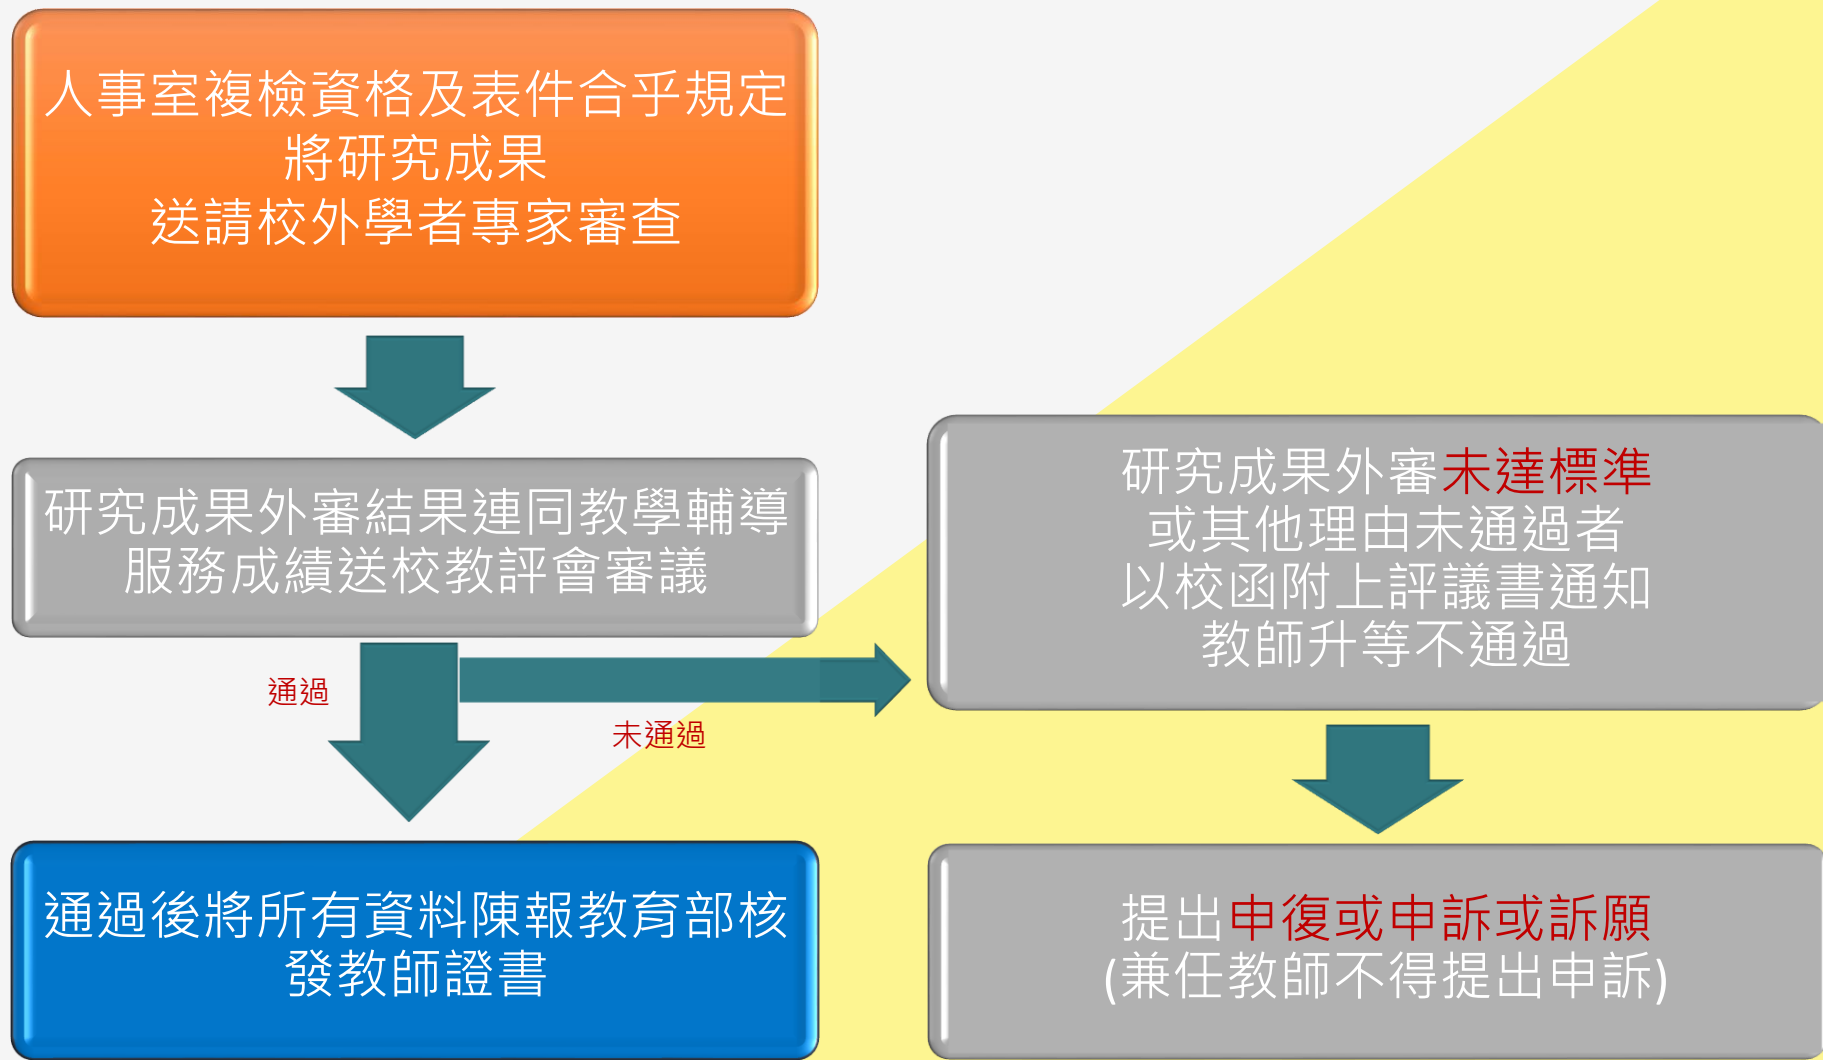 人事室複檢資格及表件合乎規定
將研究成果
送請校外學者專家審查
研究成果外審結果連同教學輔導
服務成績送校教評會審議
通過
未通過
通過後將所有資料陳報教育部核
發教師證書
研究成果外審未達標準
或其他理由未通過者
以校函附上評議書通知
教師升等不通過
提出申復或申訴或訴願
(兼任教師不得提出申訴)